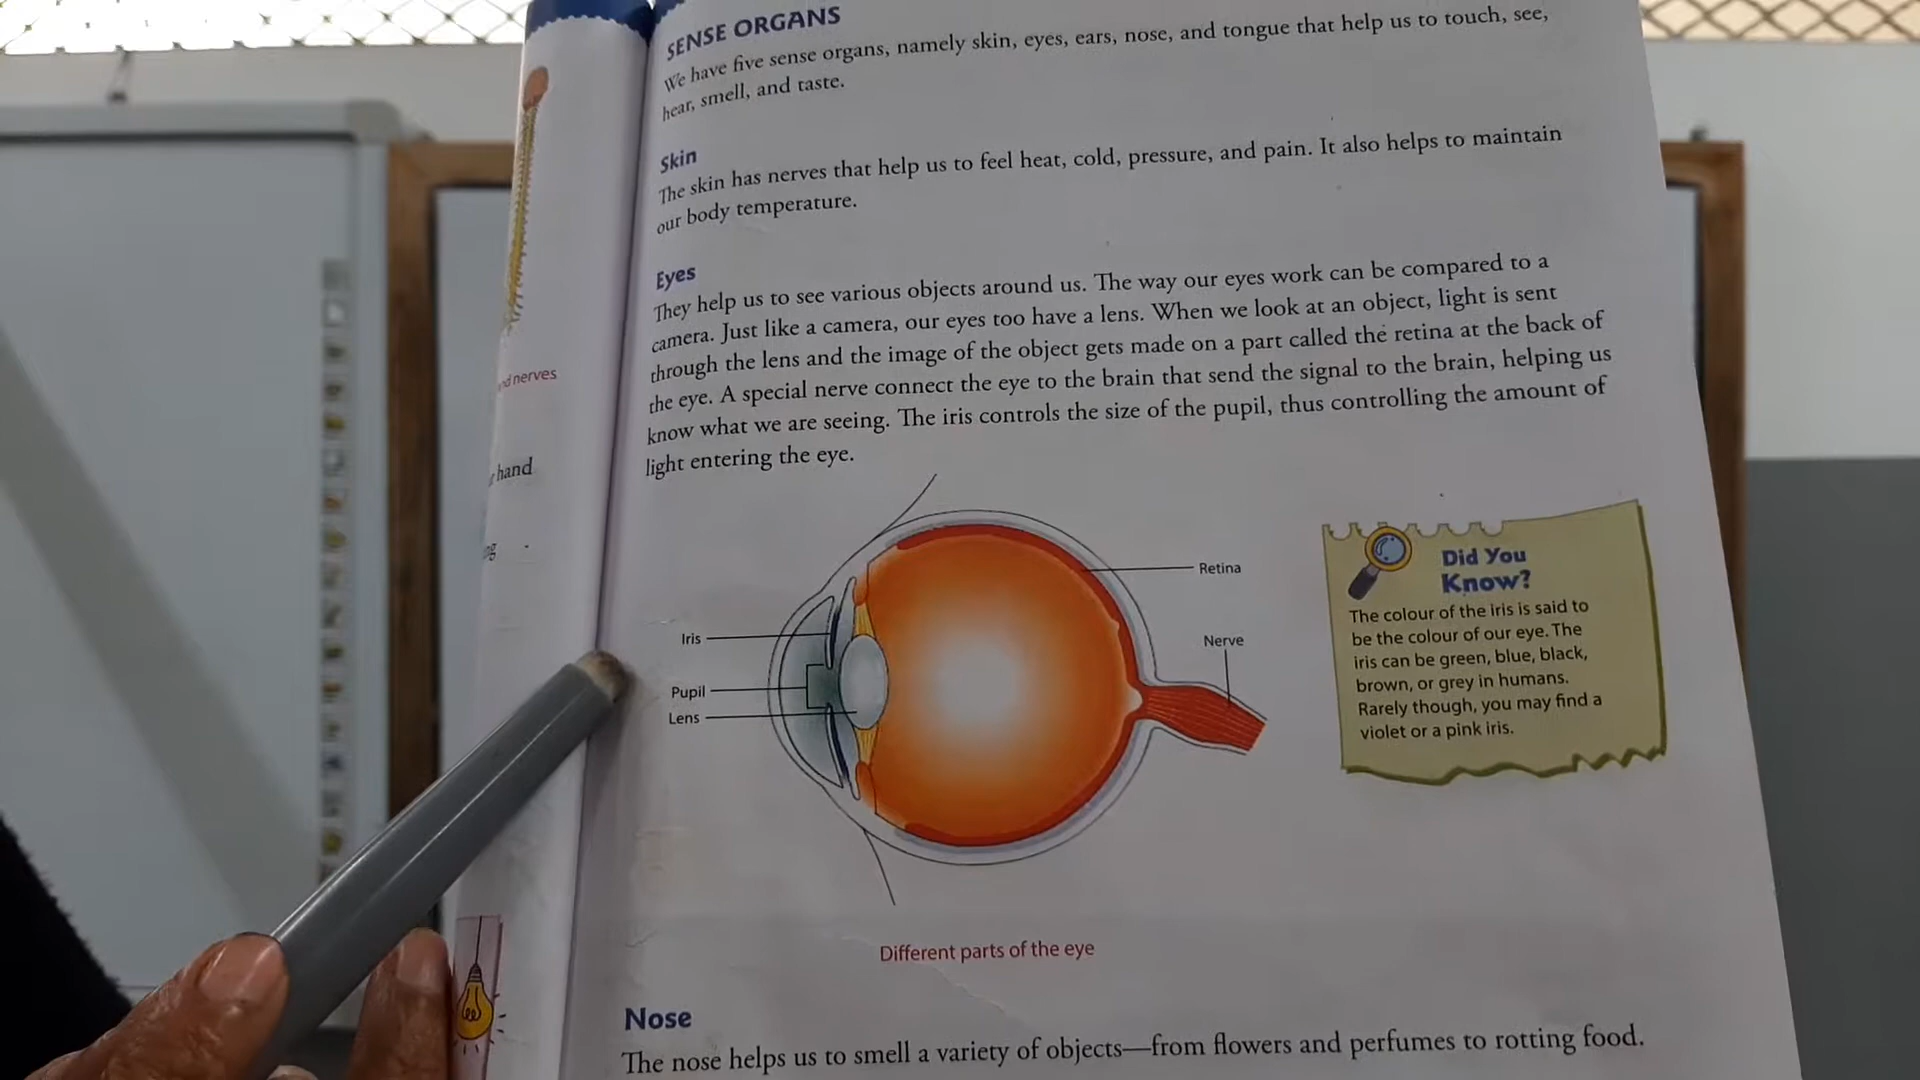 SENSE ORGANS
We have five sense organs, namely skin, eyes, ears, nose, and tongue that help us to touch, see,
hear, smell, and taste.
Skin
The skin has nerves that help us to feel heat, cold, pressure, and pain. It also helps to maintain
our body temperature.
Eyes
They help us to see various objects around us. The way our eyes work can be compared to a
camera. Just like a camera, our eyes too have a lens. When we look at an object, light is sent
through the lens and the image of the object gets made on a part called the retina at the back of
the eye. A special nerve connect the eye to the brain that send the signal to the brain, helping us
know what we are seeing. The iris controls the size of the pupil, thus controlling the amount of
light entering the eye.
nerves
hand
Retina
Iris
Nerve
Pupil
Lens
Did You
Know?
The colour of the iris is said to
be the colour of our eye. The
iris can be green, blue, black,
brown, or grey in humans.
Rarely though, you may find a
violet or a pink iris.
Different parts of the eye
Nose
The nose helps us to smell a variety of objects—from flowers and perfumes to rotting food.